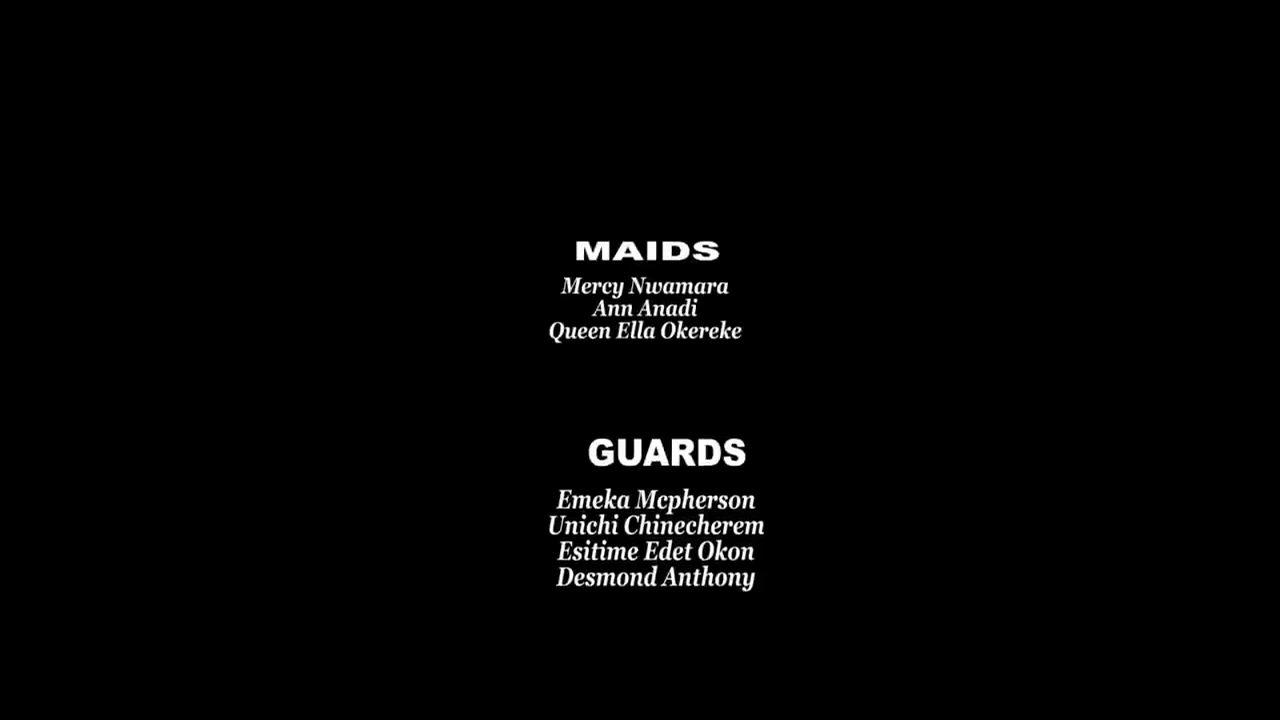 MAIDS
Mercy Nwamara
Ann Anadi
Queen Ella Okereke
GUARDS
Emeka Mcpherson
Unichi Chinecherem
Esitime Edet Okon
Desmond Anthony